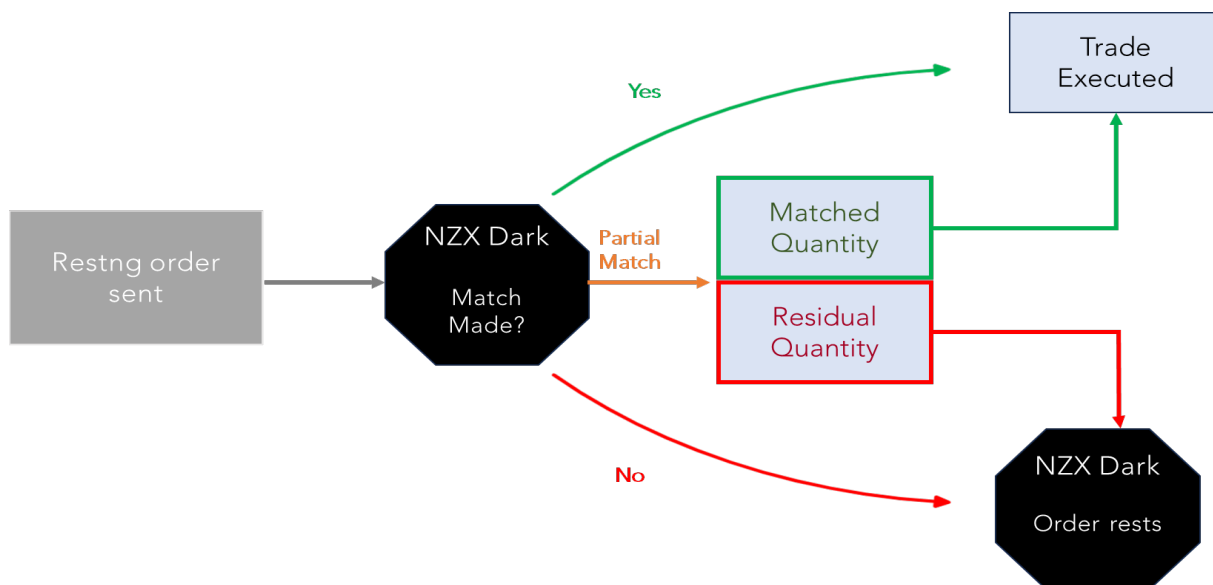 Trade
Executed
Yes
Restng order
sent
NZX Dark
Match
Made?
Partial
Match
Matched
Quantity
Residual
Quantity
No
NZX Dark
Order rests